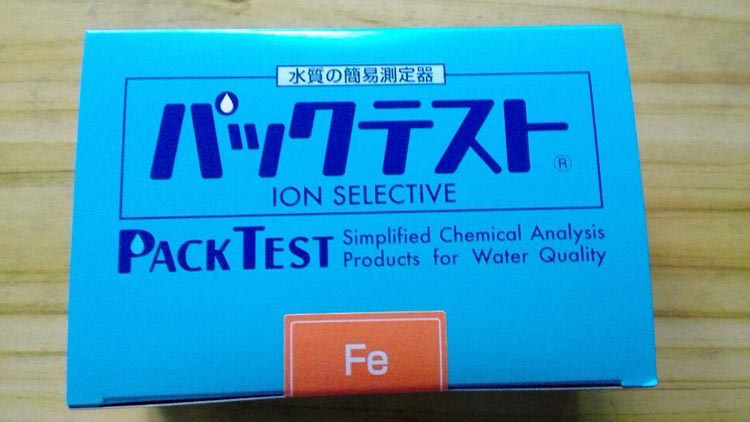 水質の簡易測定器
パックテスト®
ION SELECTIVE
PACKTEST
Simplified Chemical Analysis
Products for Water Quality
Fe